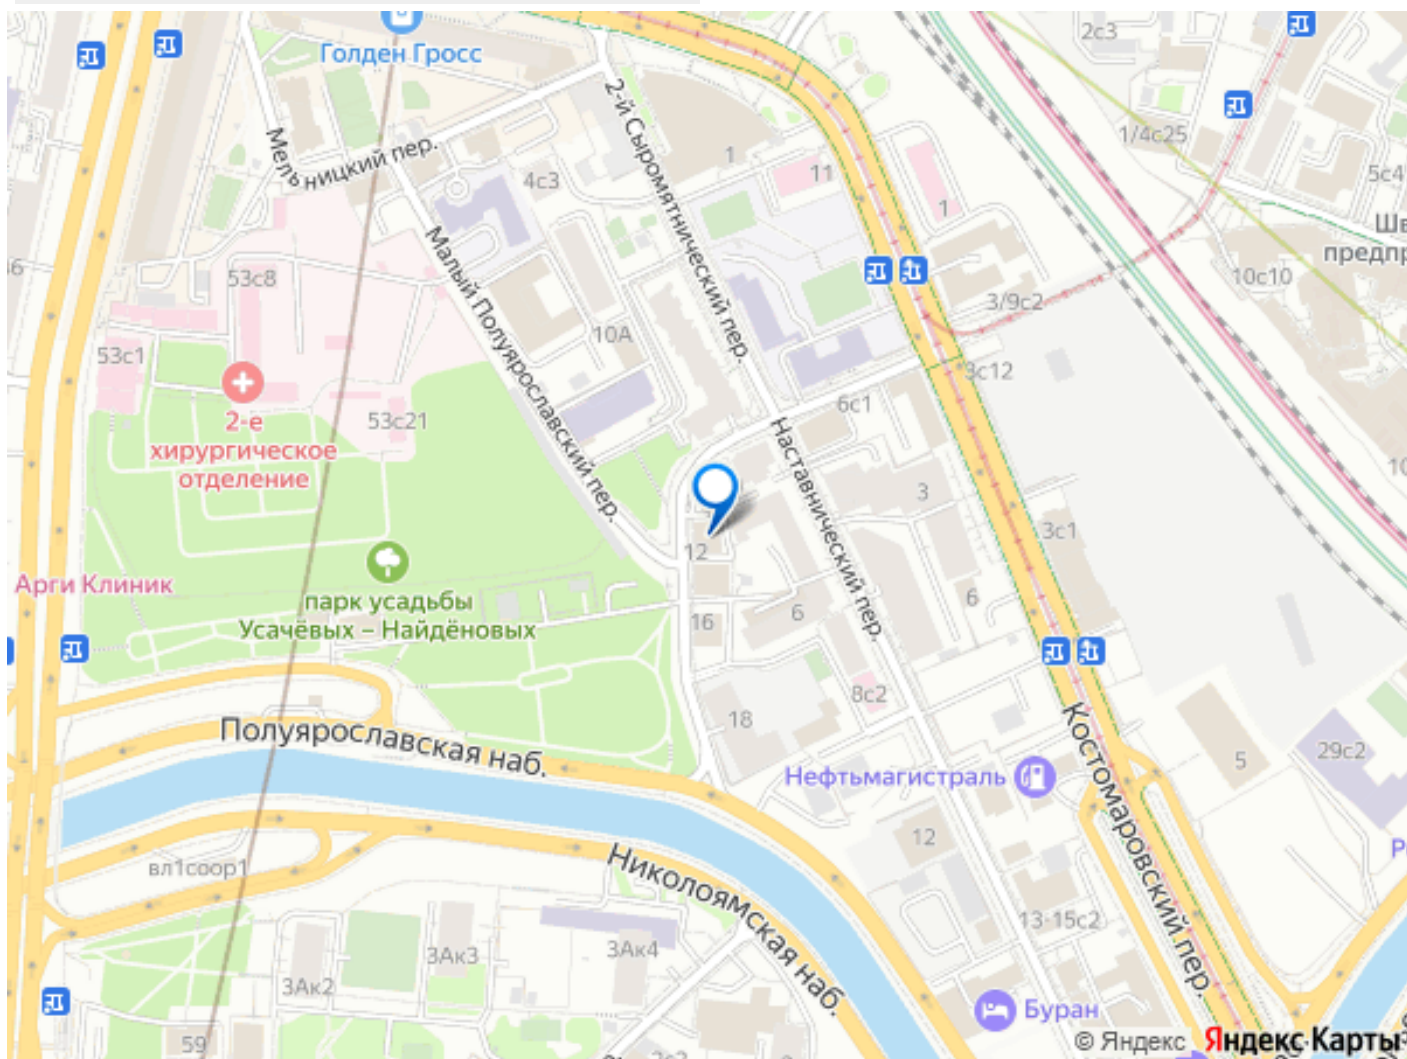 Голден Гросс
2с3
1/4с25
5с4
Шв
предпр
10с10
Мель
ницкий пер.
4с3
2-й Сыромятнический пер.
1
11
1
3/9с2
3с12
53с8
53с1
2-е
хирургическое
отделение
53с21
Малый Полуярославский пер.
10А
6с1
Наставнический пер.
3
3с1
12
16
6
6
8с2
18
Арги Клиник
парк усадьбы
Усачёвых – Найдёновых
Полуярославская наб.
Нефтьмагистраль
Костомаровский пер.
5
29с2
12
13-15с2
вл1соор1
Николоямская наб.
3Ак2
3Ак3
3Ак4
59
Буран
© Яндекс Яндекс Карты